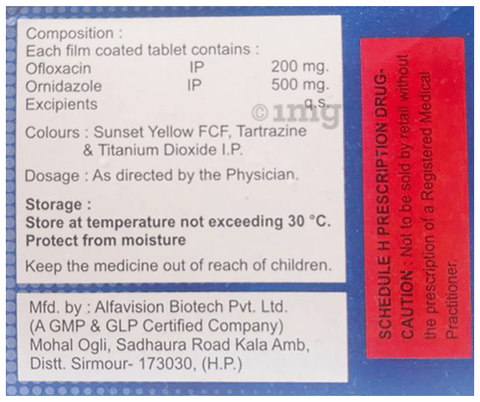 Composition :
Each film coated tablet contains :
Ofloxacin IP 200 mg.
Ornidazole IP 500 mg.
Excipients q.s.
©1mg
Colours : Sunset Yellow FCF, Tartrazine
& Titanium Dioxide I.P.
Dosage : As directed by the Physician.
Storage :
Store at temperature not exceeding 30 °C.
Protect from moisture
Keep the medicine out of reach of children.
Mfd. by : Alfavision Biotech Pvt. Ltd.
(A GMP & GLP Certified Company)
Mohal Ogli, Sadhaura Road Kala Amb,
Distt. Sirmour- 173030, (H.P.)
SCHEDULE H PRESCRIPTION DRUG-
CAUTION : Not to be sold by retail without
the prescription of a Registered Medical
Practitioner.